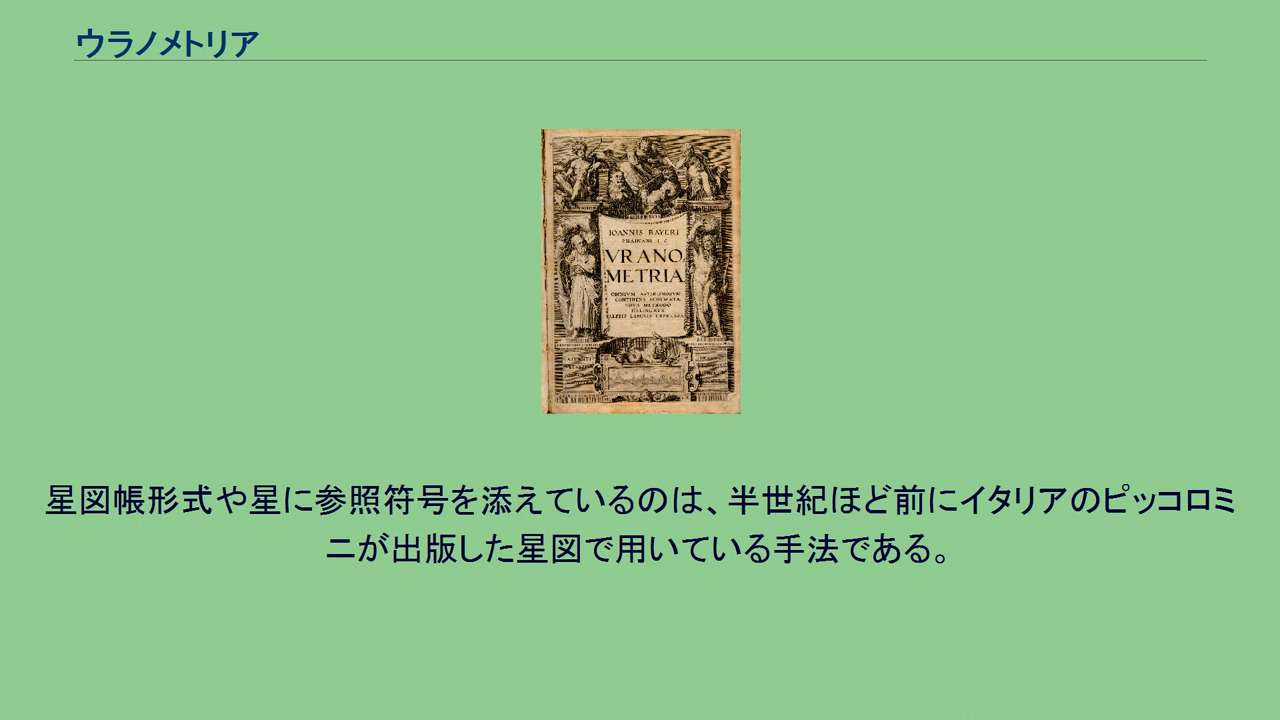 ウラノメトリア
IOANNIS BAYERI
VRANO
METRIA
星図帳形式や星に参照符号を添えているのは、半世紀ほど前にイタリアのピッコロミ
ニが出版した星図で用いている手法である。